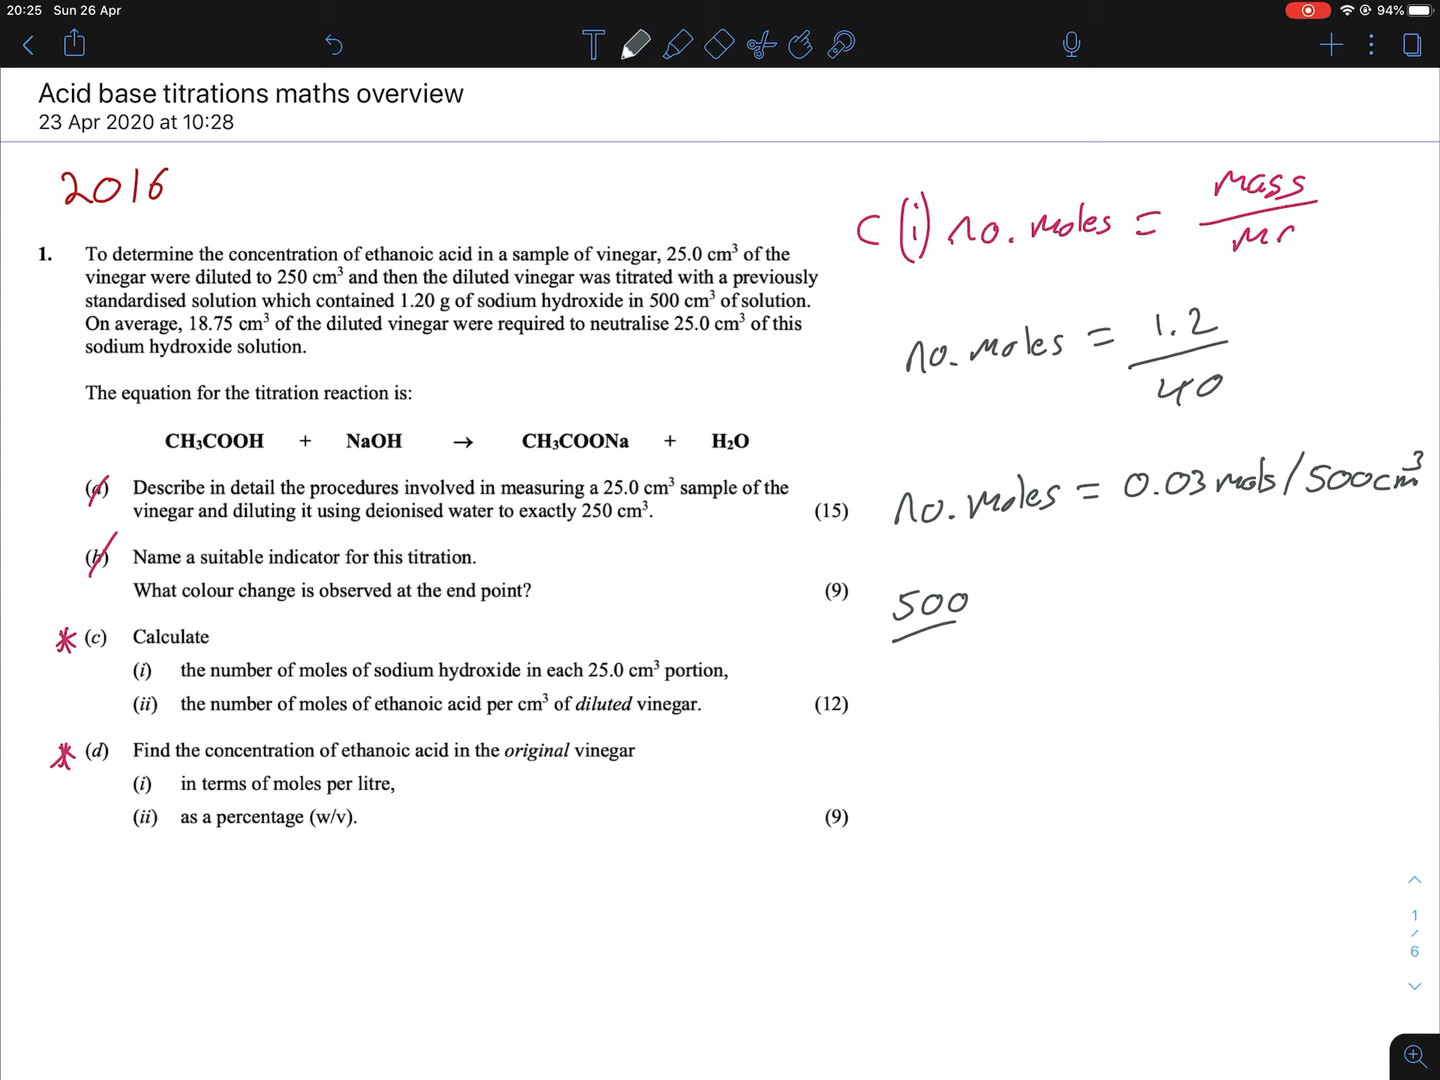 20:25 Sun 26 Apr
94%
Acid base titrations maths overview
23 Apr 2020 at 10:28
2016
1. To determine the concentration of ethanoic acid in a sample of vinegar, 25.0 cm³ of the
vinegar were diluted to 250 cm³ and then the diluted vinegar was titrated with a previously
standardised solution which contained 1.20 g of sodium hydroxide in 500 cm³ of solution.
On average, 18.75 cm³ of the diluted vinegar were required to neutralise 25.0 cm³ of this
sodium hydroxide solution.
The equation for the titration reaction is:
CH₃COOH + NaOH → CH₃COONa + H₂O
(a) Describe in detail the procedures involved in measuring a 25.0 cm³ sample of the
vinegar and diluting it using deionised water to exactly 250 cm³. (15)
(b) Name a suitable indicator for this titration.
What colour change is observed at the end point? (9)
* (c) Calculate
(i) the number of moles of sodium hydroxide in each 25.0 cm³ portion,
(ii) the number of moles of ethanoic acid per cm³ of diluted vinegar. (12)
* (d) Find the concentration of ethanoic acid in the original vinegar
(i) in terms of moles per litre,
(ii) as a percentage (w/v). (9)
c (i) no. moles = mass
Mr
no. moles = 1.2
40
no. moles = 0.03 mols / 500cm³
500
1
/
6